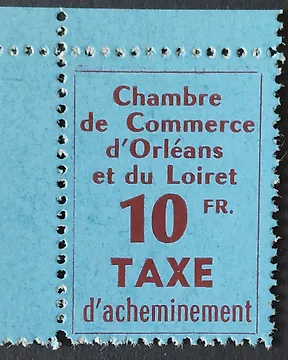 Chambre
de Commerce
d'Orléans
et du Loiret
10 FR.
TAXE
d'acheminement